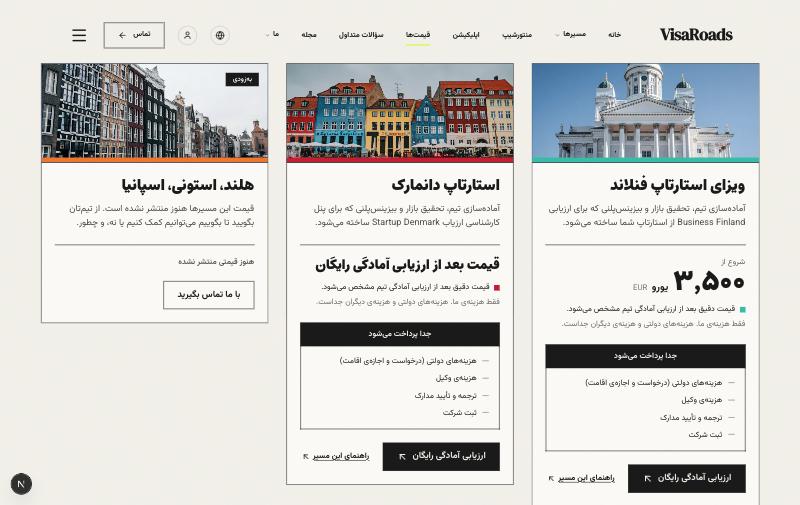 VisaRoads
خانه
مسیرها
منتورشیپ
اپلیکیشن
قیمت‌ها
سؤالات متداول
مجله
ما
تماس
ویزای استارتاپ فنلاند
آماده‌سازی تیم، تحقیق بازار و بیزینس‌پلنی که برای ارزیابی
Business Finland از استارتاپ شما ساخته می‌شود.
شروع از
۳,۵۰۰ یورو EUR
قیمت دقیق بعد از ارزیابی آمادگی تیم مشخص می‌شود.
فقط هزینه‌ی ما. هزینه‌های دولتی و هزینه‌ی دیگران جداست.
جدا پرداخت می‌شود
— هزینه‌های دولتی (درخواست و اجازه‌ی اقامت)
— هزینه‌ی وکیل
— ترجمه و تأیید مدارک
— ثبت شرکت
ارزیابی آمادگی رایگان
راهنمای این مسیر
استارتاپ دانمارک
آماده‌سازی تیم، تحقیق بازار و بیزینس‌پلنی که برای پنل
کارشناسی ارزیاب Startup Denmark ساخته می‌شود.
قیمت بعد از ارزیابی آمادگی رایگان
قیمت دقیق بعد از ارزیابی آمادگی تیم مشخص می‌شود.
فقط هزینه‌ی ما. هزینه‌های دولتی و هزینه‌ی دیگران جداست.
جدا پرداخت می‌شود
— هزینه‌های دولتی (درخواست و اجازه‌ی اقامت)
— هزینه‌ی وکیل
— ترجمه و تأیید مدارک
— ثبت شرکت
ارزیابی آمادگی رایگان
راهنمای این مسیر
به‌زودی
هلند، استونی، اسپانیا
قیمت این مسیرها هنوز منتشر نشده است. از تیم‌تان
بگویید تا بگوییم می‌توانیم کمک کنیم یا نه، و چطور.
هنوز قیمتی منتشر نشده
با ما تماس بگیرید
N